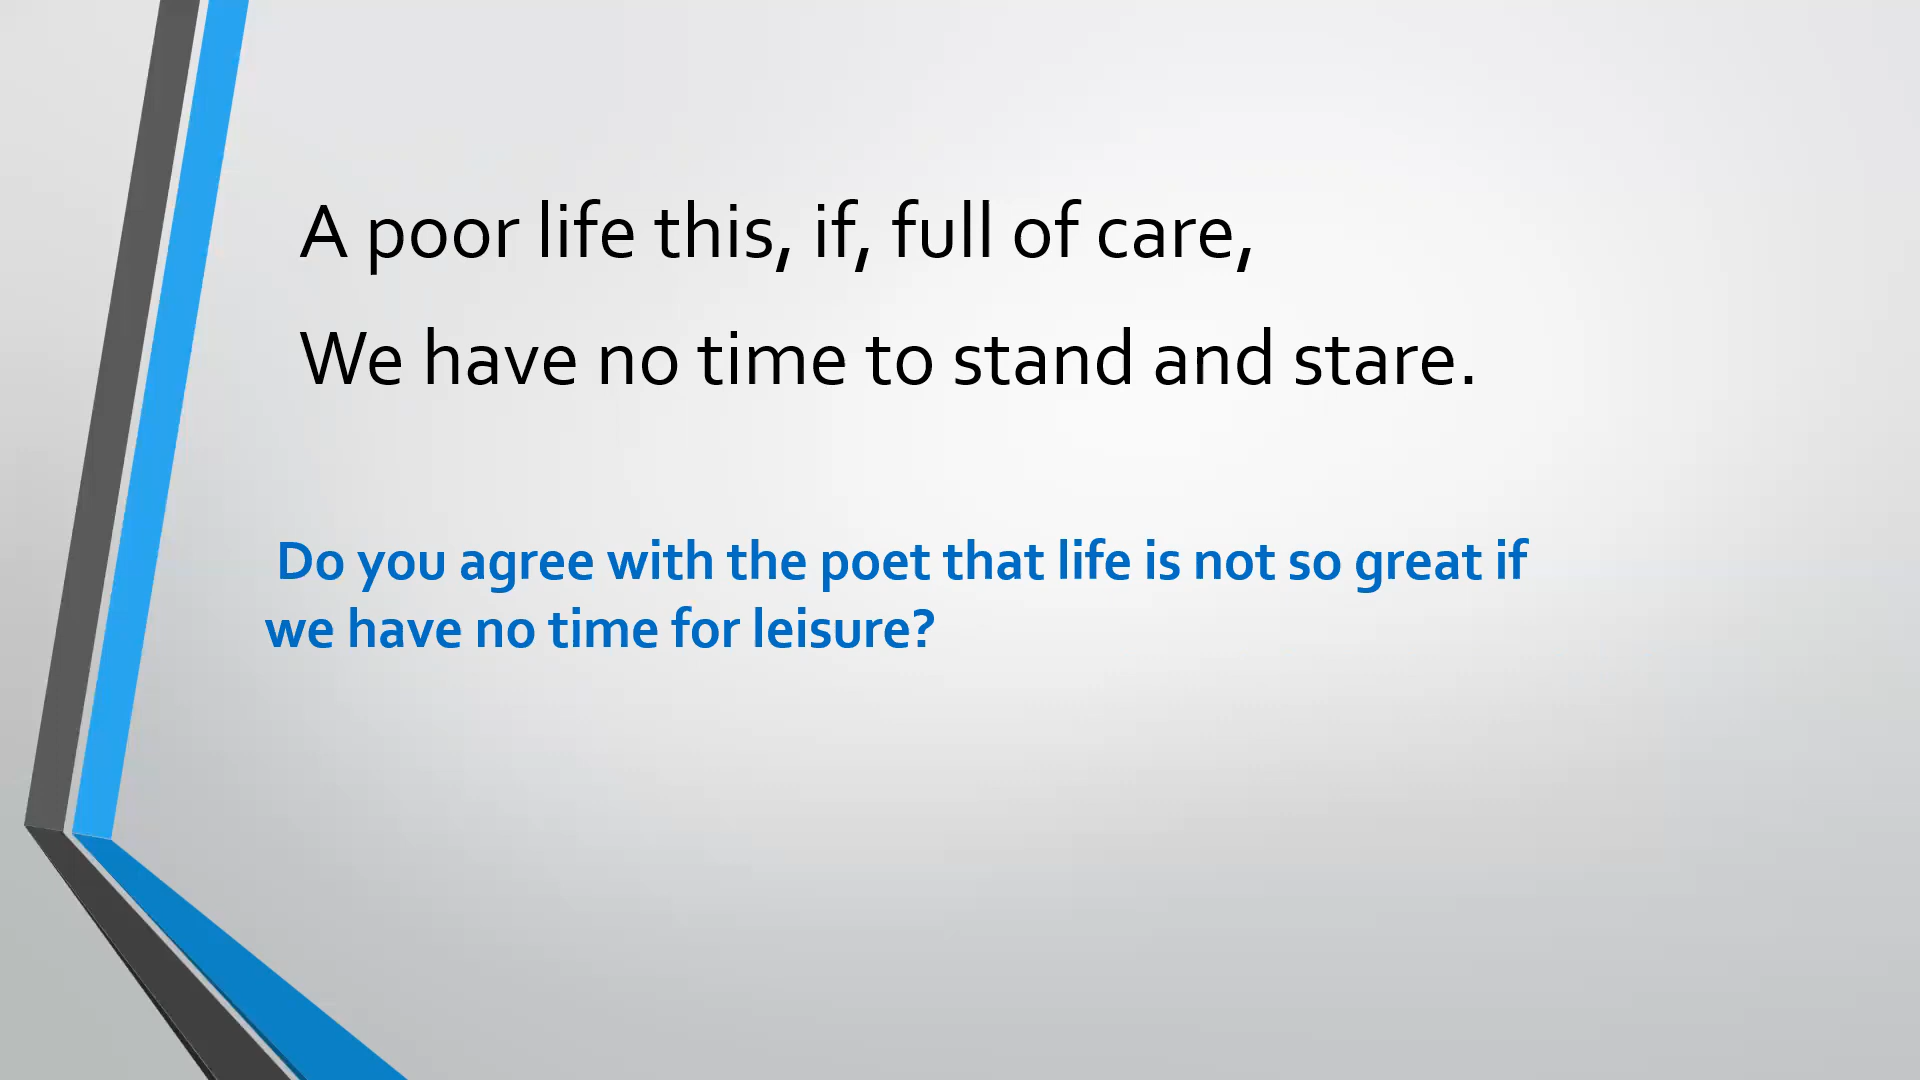 A poor life this, if, full of care,
We have no time to stand and stare.
Do you agree with the poet that life is not so great if
we have no time for leisure?